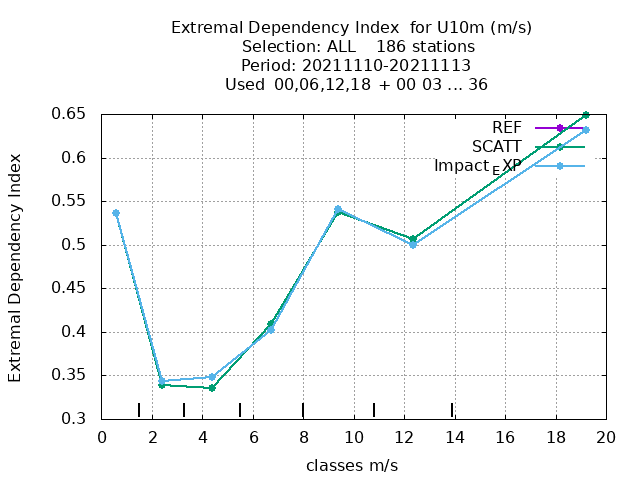 Extremal Dependency Index  for U10m (m/s)
Selection: ALL    186 stations
Period: 20211110-20211113
Used  00,06,12,18  + 00 03 ... 36
Extremal Dependency Index
0.65
0.6
0.55
0.5
0.45
0.4
0.35
0.3
REF
SCATT
Impact_EXP
0 2 4 6 8 10 12 14 16 18 20
classes m/s